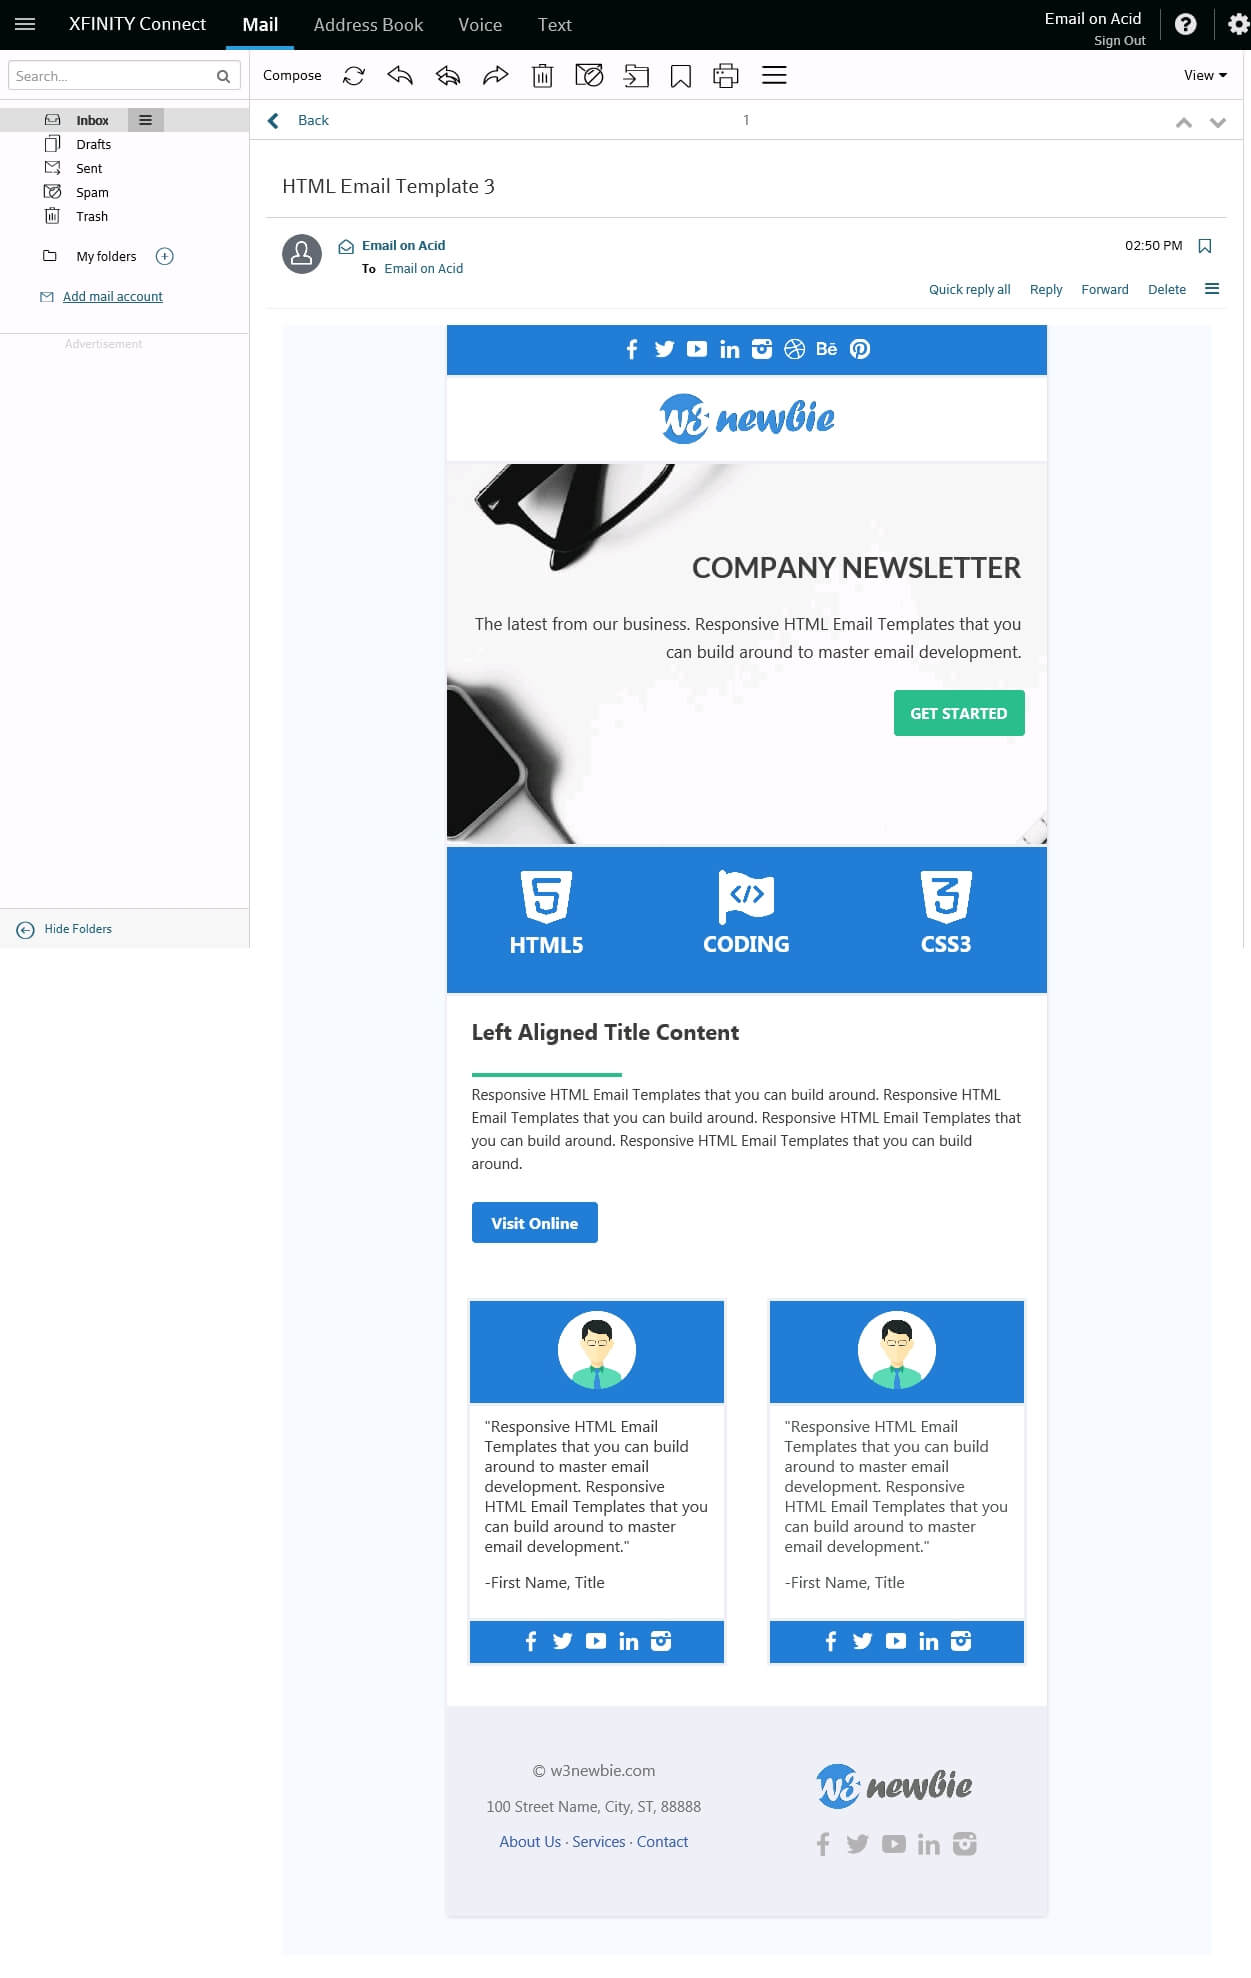 XFINITY Connect Mail Address Book Voice Text Email on Acid
Sign Out
Search... Compose View
Inbox
Drafts
Sent
Spam
Trash
My folders
Add mail account
Advertisement
Hide Folders
Back 1
HTML Email Template 3
Email on Acid 02:50 PM
To Email on Acid
Quick reply all Reply Forward Delete
Bē
w3 newbie
COMPANY NEWSLETTER
The latest from our business. Responsive HTML Email Templates that you
can build around to master email development.
GET STARTED
5 </> 3
HTML5 CODING CSS3
Left Aligned Title Content
Responsive HTML Email Templates that you can build around. Responsive HTML
Email Templates that you can build around. Responsive HTML Email Templates that
you can build around. Responsive HTML Email Templates that you can build
around.
Visit Online
"Responsive HTML Email
Templates that you can build
around to master email
development. Responsive
HTML Email Templates that you
can build around to master
email development."
-First Name, Title
"Responsive HTML Email
Templates that you can build
around to master email
development. Responsive
HTML Email Templates that you
can build around to master
email development."
-First Name, Title
© w3newbie.com
100 Street Name, City, ST, 88888
About Us · Services · Contact
w3 newbie